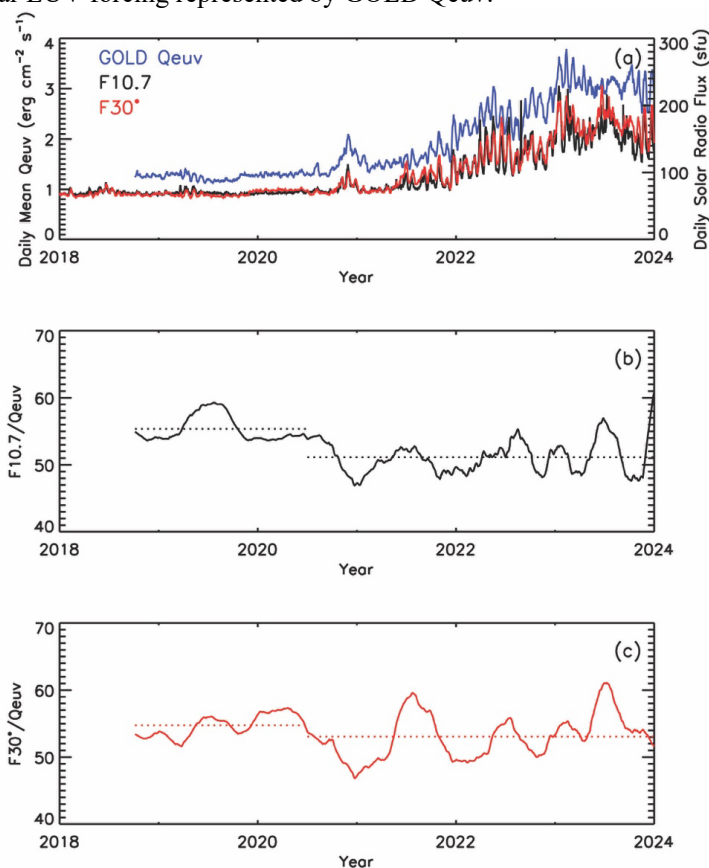 ar EUV forcing represented by GOLD Qeuv.
Daily Mean Qeuv (erg cm⁻² s⁻¹)
4
3
2
1
0
GOLD Qeuv
F10.7
F30*
(a)
300
200
100
0
Daily Solar Radio Flux (sfu)
2018 2020 2022 2024
Year
F10.7/Qeuv
70
60
50
40
(b)
2018 2020 2022 2024
Year
F30*/Qeuv
70
60
50
40
(c)
2018 2020 2022 2024
Year